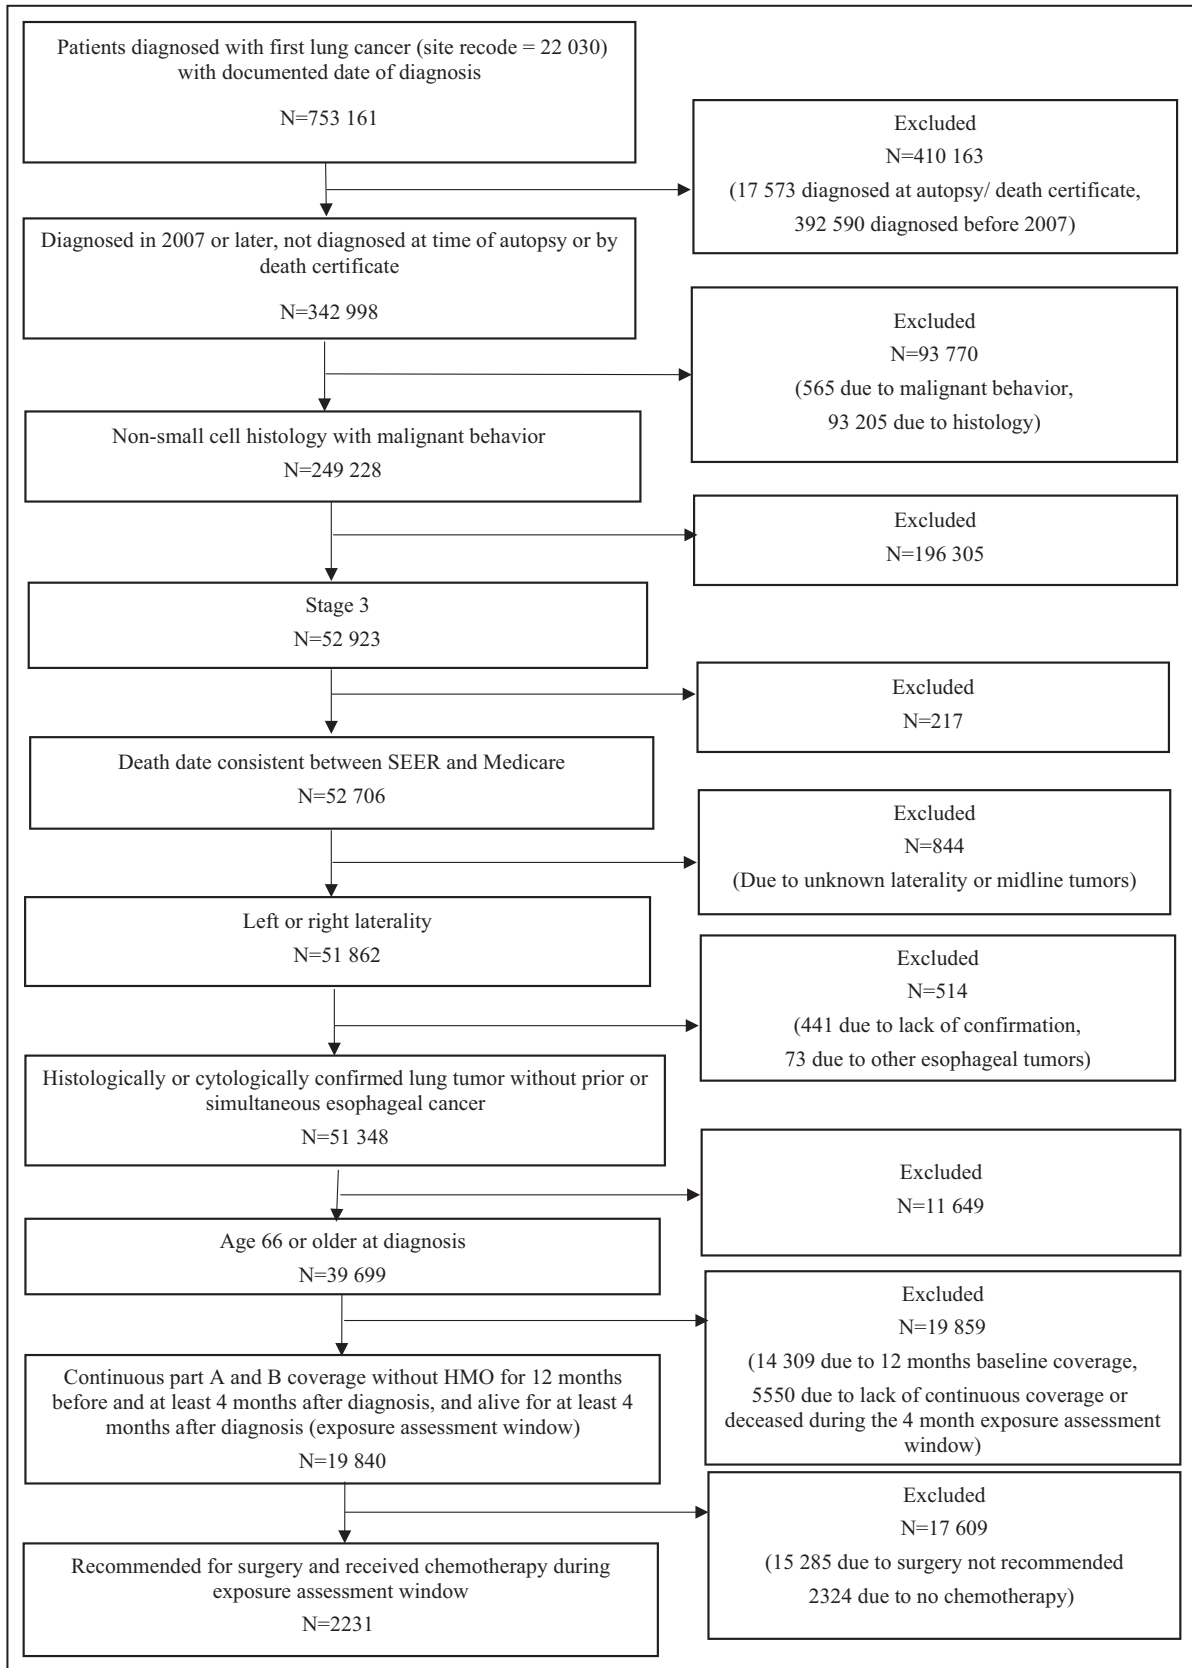 Patients diagnosed with first lung cancer (site recode = 22 030)
with documented date of diagnosis
N=753 161
Excluded
N=410 163
(17 573 diagnosed at autopsy/ death certificate,
392 590 diagnosed before 2007)
Diagnosed in 2007 or later, not diagnosed at time of autopsy or by
death certificate
N=342 998
Excluded
N=93 770
(565 due to malignant behavior,
93 205 due to histology)
Non-small cell histology with malignant behavior
N=249 228
Excluded
N=196 305
Stage 3
N=52 923
Excluded
N=217
Death date consistent between SEER and Medicare
N=52 706
Excluded
N=844
(Due to unknown laterality or midline tumors)
Left or right laterality
N=51 862
Excluded
N=514
(441 due to lack of confirmation,
73 due to other esophageal tumors)
Histologically or cytologically confirmed lung tumor without prior or
simultaneous esophageal cancer
N=51 348
Excluded
N=11 649
Age 66 or older at diagnosis
N=39 699
Excluded
N=19 859
(14 309 due to 12 months baseline coverage,
5550 due to lack of continuous coverage or
deceased during the 4 month exposure assessment
window)
Continuous part A and B coverage without HMO for 12 months
before and at least 4 months after diagnosis, and alive for at least 4
months after diagnosis (exposure assessment window)
N=19 840
Excluded
N=17 609
(15 285 due to surgery not recommended
2324 due to no chemotherapy)
Recommended for surgery and received chemotherapy during
exposure assessment window
N=2231